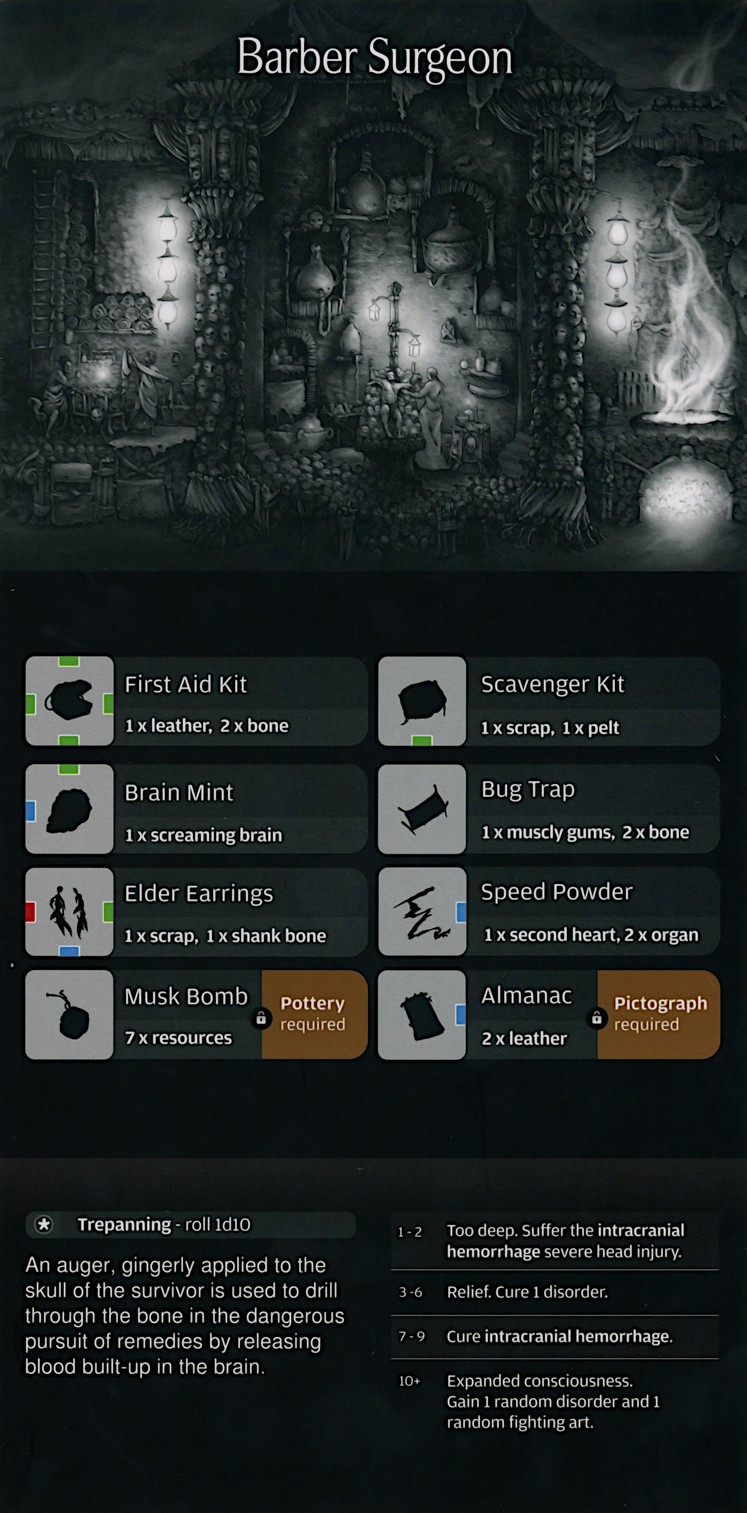 Barber Surgeon
First Aid Kit
1 x leather, 2 x bone
Scavenger Kit
1 x scrap, 1 x pelt
Brain Mint
1 x screaming brain
Bug Trap
1 x muscly gums, 2 x bone
Elder Earrings
1 x scrap, 1 x shank bone
Speed Powder
1 x second heart, 2 x organ
Musk Bomb
7 x resources
Pottery
required
Almanac
2 x leather
Pictograph
required
Trepanning - roll 1d10
An auger, gingerly applied to the
skull of the survivor is used to drill
through the bone in the dangerous
pursuit of remedies by releasing
blood built-up in the brain.
1 - 2 Too deep. Suffer the intracranial
hemorrhage severe head injury.
3 - 6 Relief. Cure 1 disorder.
7 - 9 Cure intracranial hemorrhage.
10+ Expanded consciousness.
Gain 1 random disorder and 1
random fighting art.